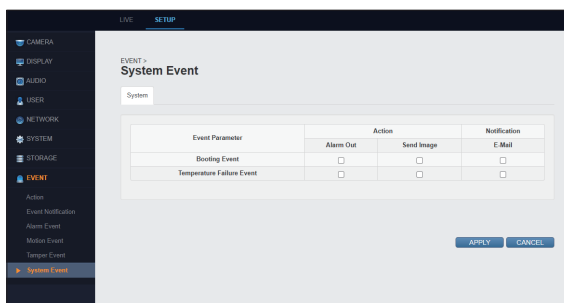 LIVE SETUP
CAMERA
DISPLAY
AUDIO
USER
NETWORK
SYSTEM
STORAGE
EVENT
Action
Event Notification
Alarm Event
Motion Event
Tamper Event
System Event
EVENT >
System Event
System
Event Parameter Action Notification
Alarm Out Send Image E-Mail
Booting Event
Temperature Failure Event
APPLY CANCEL